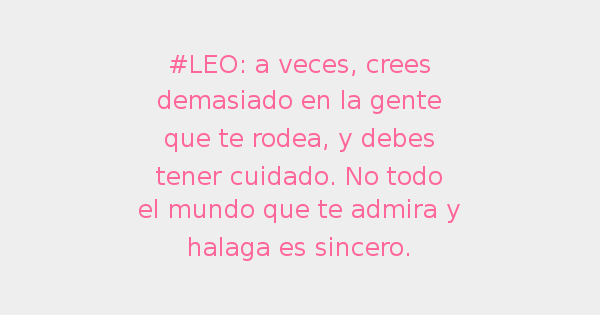 #LEO: a veces, crees
demasiado en la gente
que te rodea, y debes
tener cuidado. No todo
el mundo que te admira y
halaga es sincero.